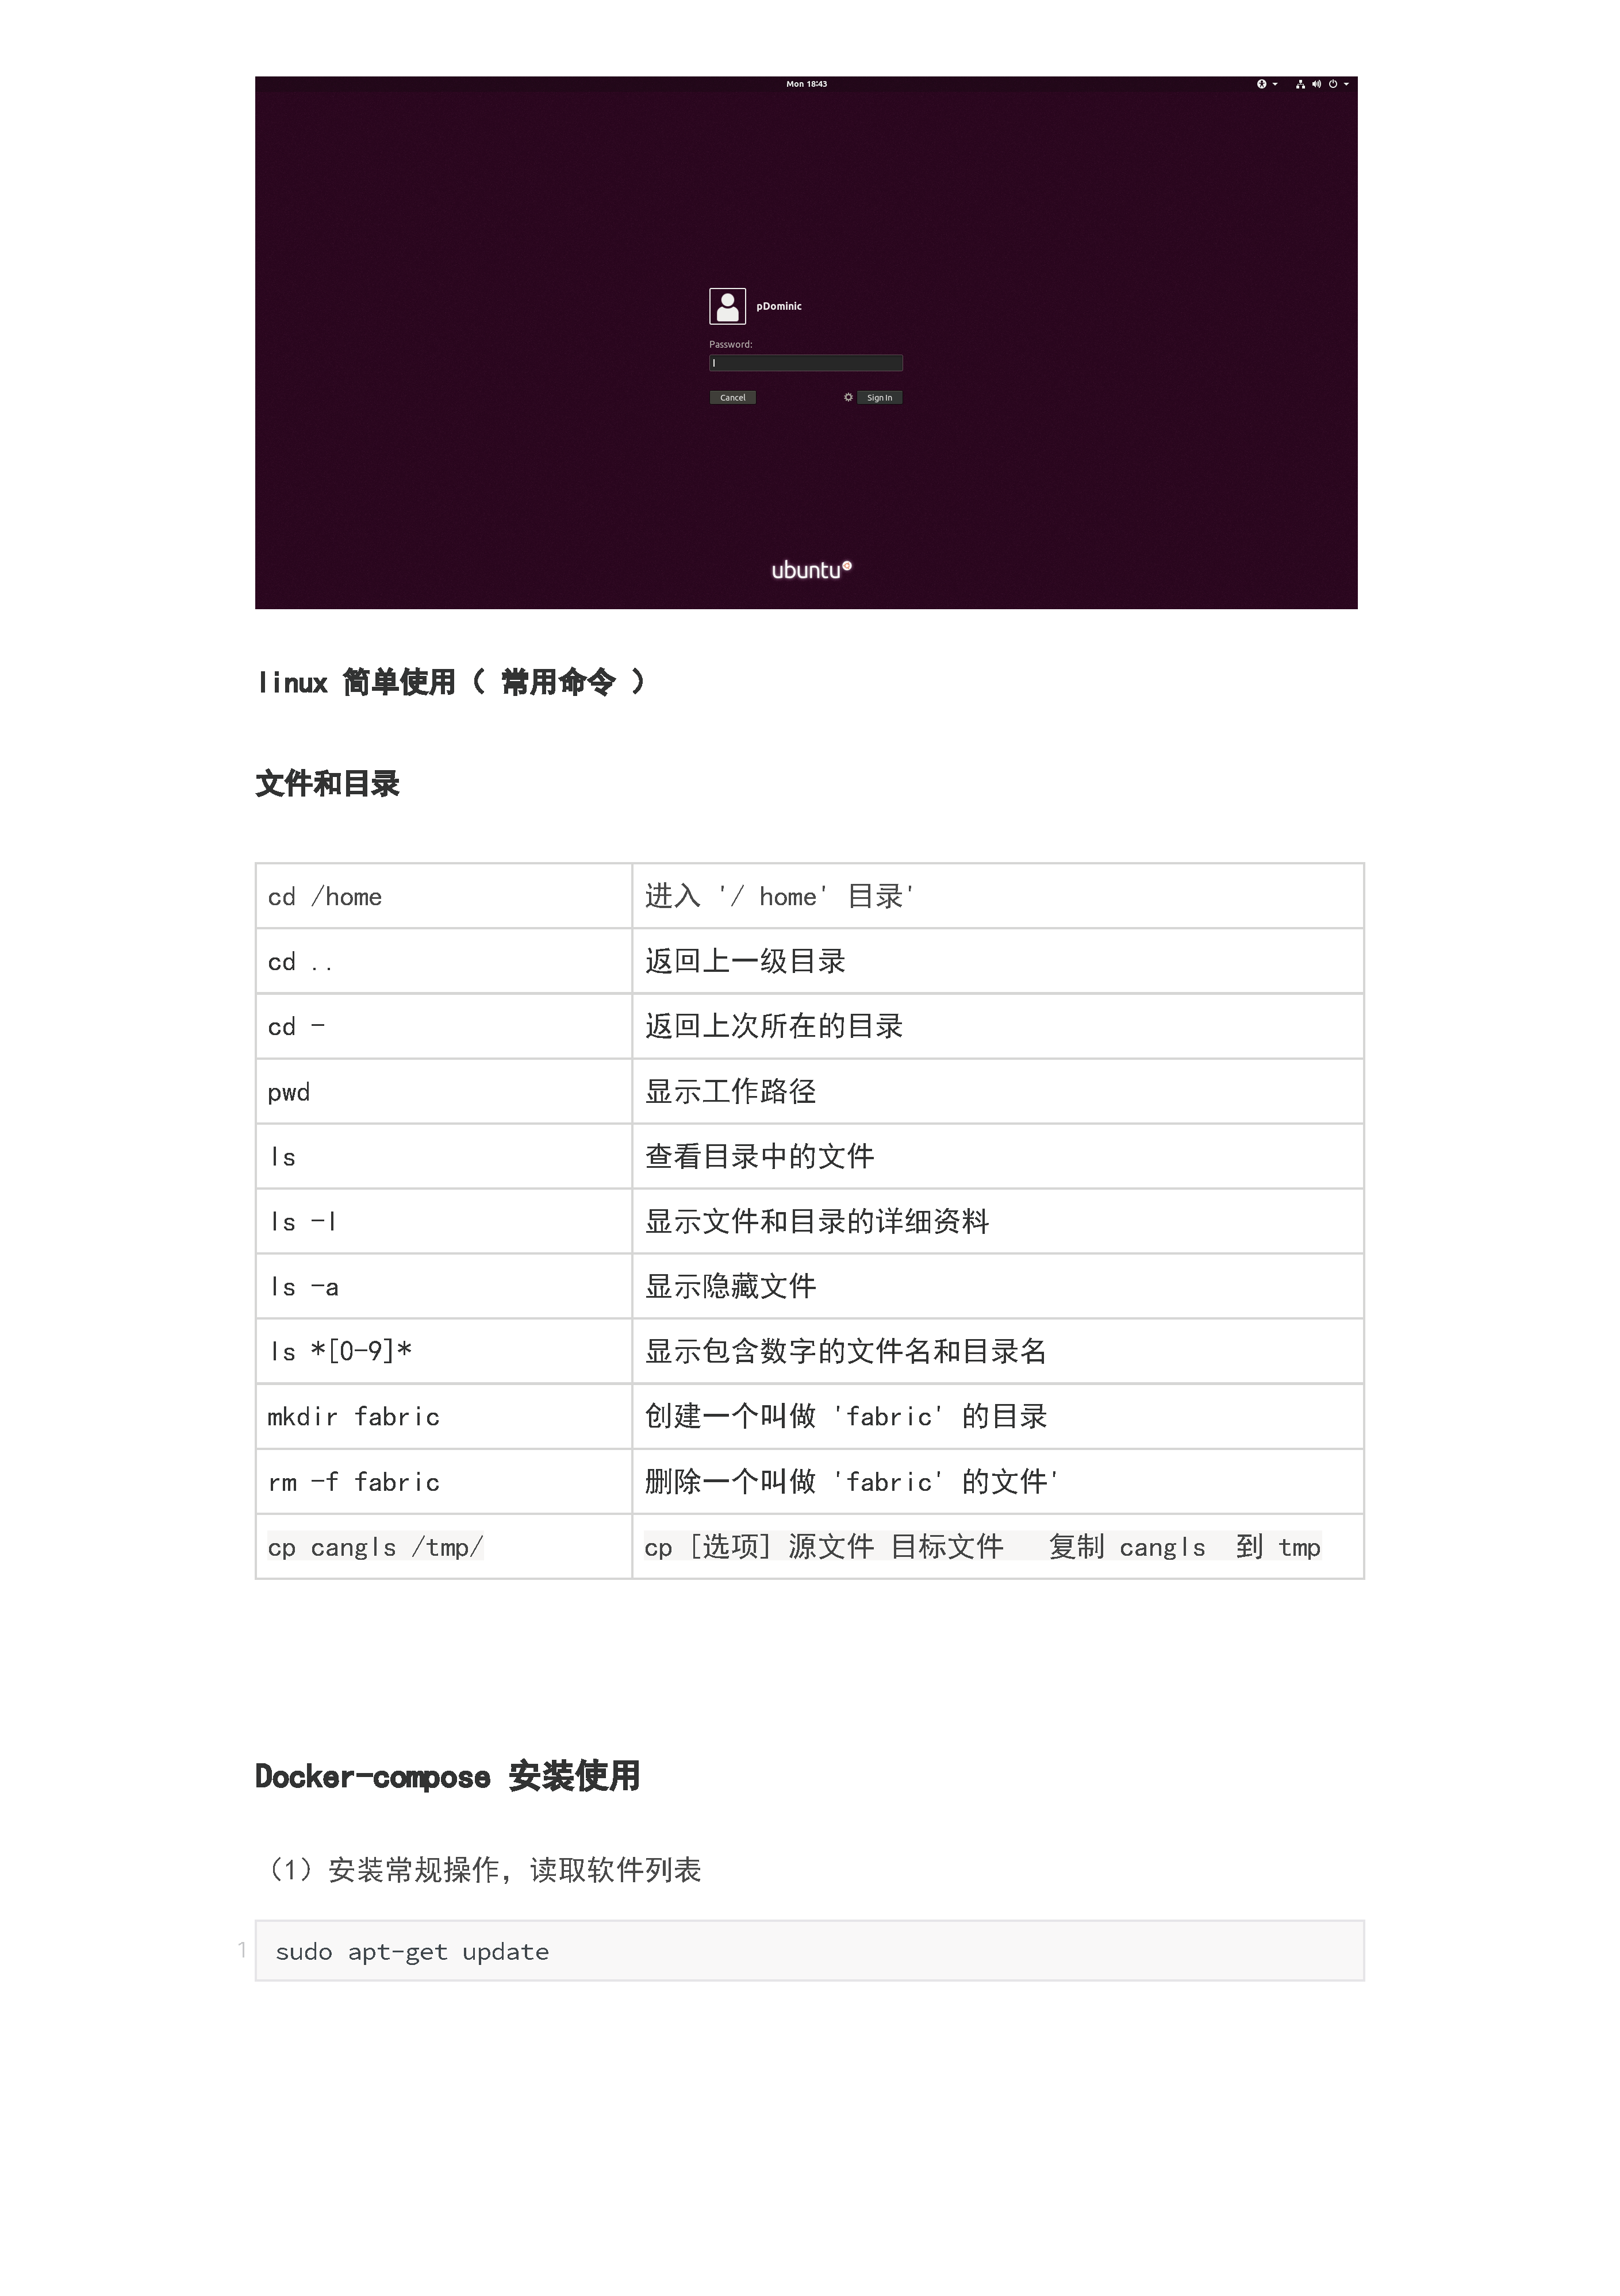 Mon 18:43
pDominic
Password:
Cancel
Sign In
ubuntu
linux 简单使用（ 常用命令 ）
文件和目录
cd /home 进入 '/ home' 目录'
cd .. 返回上一级目录
cd - 返回上次所在的目录
pwd 显示工作路径
ls 查看目录中的文件
ls -l 显示文件和目录的详细资料
ls -a 显示隐藏文件
ls *[0-9]* 显示包含数字的文件名和目录名
mkdir fabric 创建一个叫做 'fabric' 的目录
rm -f fabric 删除一个叫做 'fabric' 的文件'
cp cangls /tmp/ cp [选项] 源文件 目标文件 复制 cangls 到 tmp
Docker-compose 安装使用
（1）安装常规操作，读取软件列表
1 sudo apt-get update